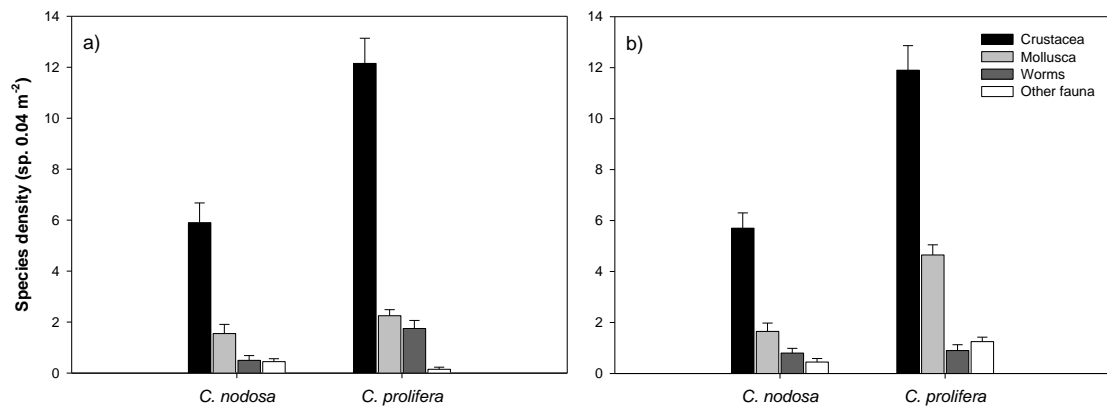 Species density (sp. 0.04 m⁻²)
14
12
10
8
6
4
2
0
a)
C. nodosa
C. prolifera
14
12
10
8
6
4
2
0
b)
Crustacea
Mollusca
Worms
Other fauna
C. nodosa
C. prolifera